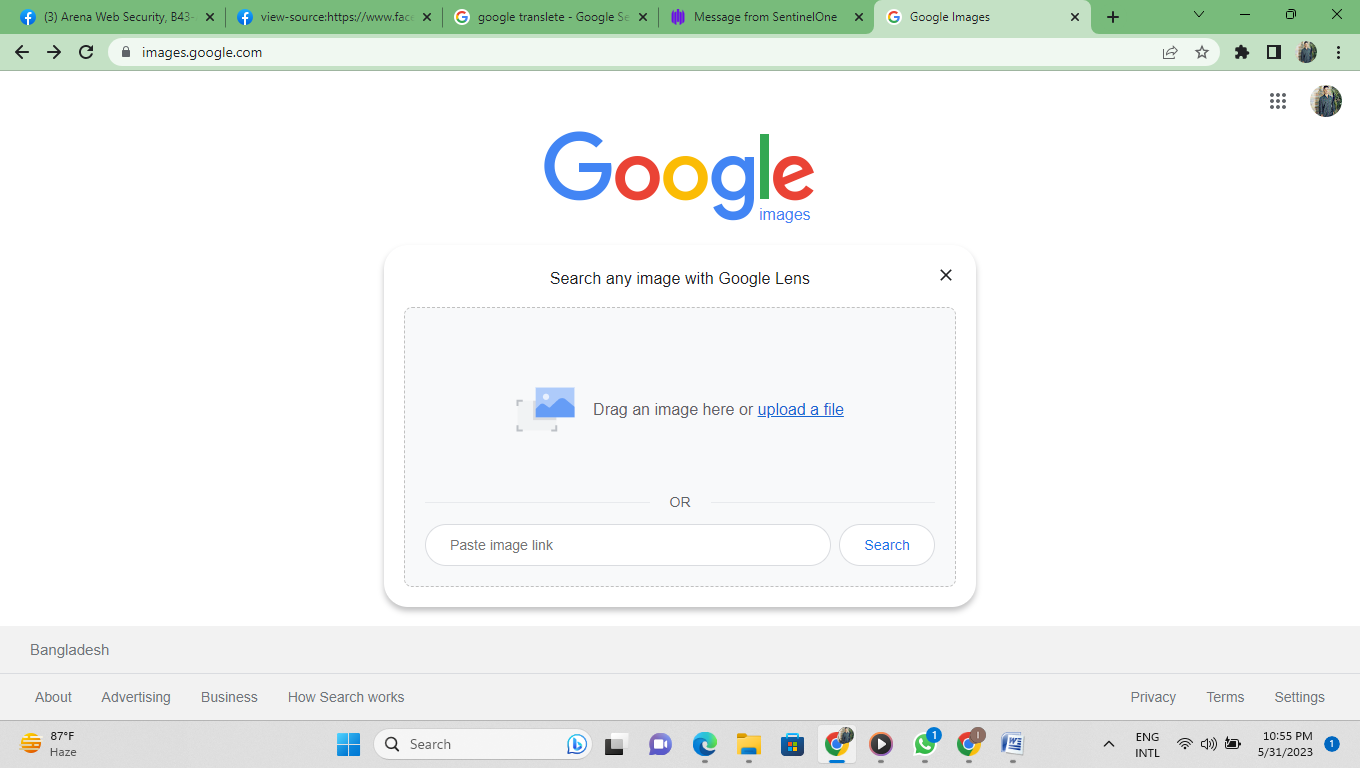 (3) Arena Web Security, B43-
view-source:https://www.face
google translete - Google Se
Message from SentinelOne
Google Images
images.google.com
Google
images
Search any image with Google Lens
Drag an image here or upload a file
OR
Paste image link
Search
Bangladesh
About
Advertising
Business
How Search works
Privacy
Terms
Settings
87°F
Haze
Search
1
I
ENG
INTL
10:55 PM
5/31/2023
1